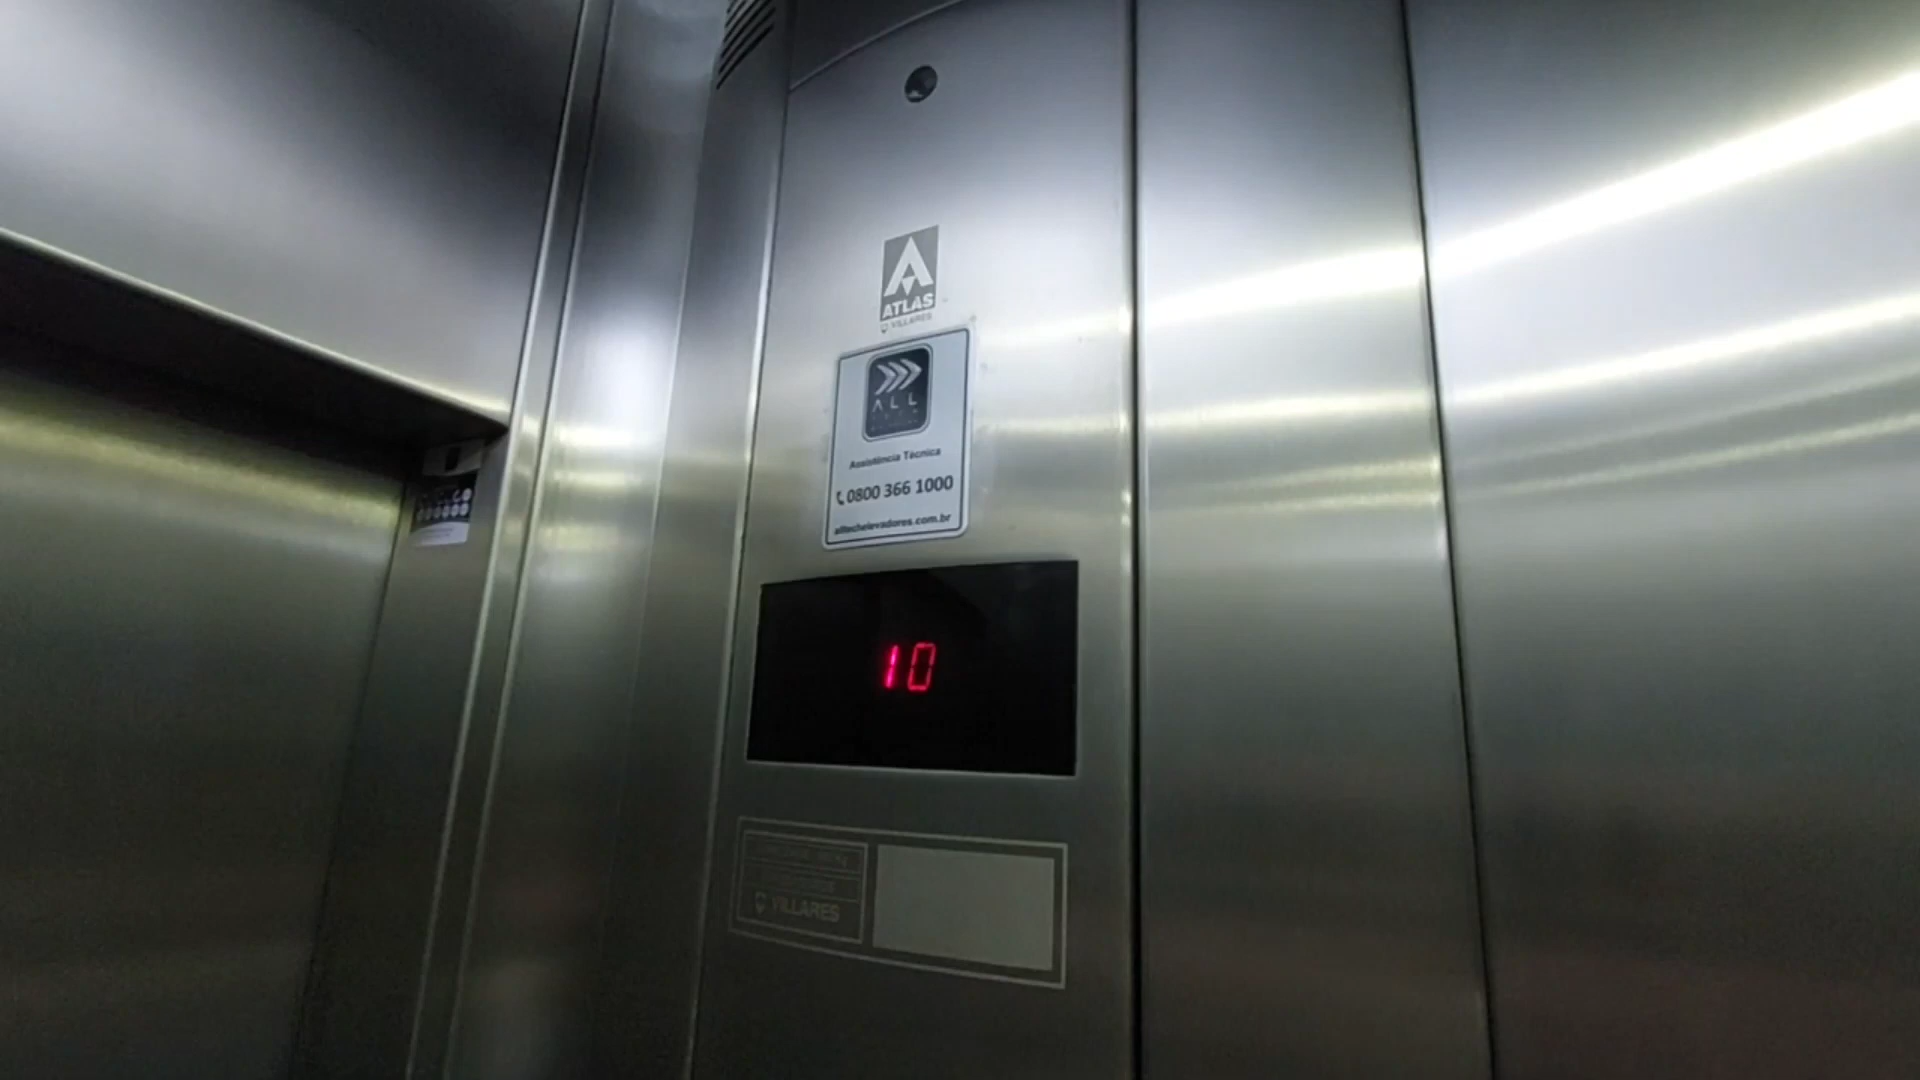 ATLAS
VILLARES
ALL
Assistência Técnica
0800 366 1000
alltechelevadores.com.br
10
VILLARES